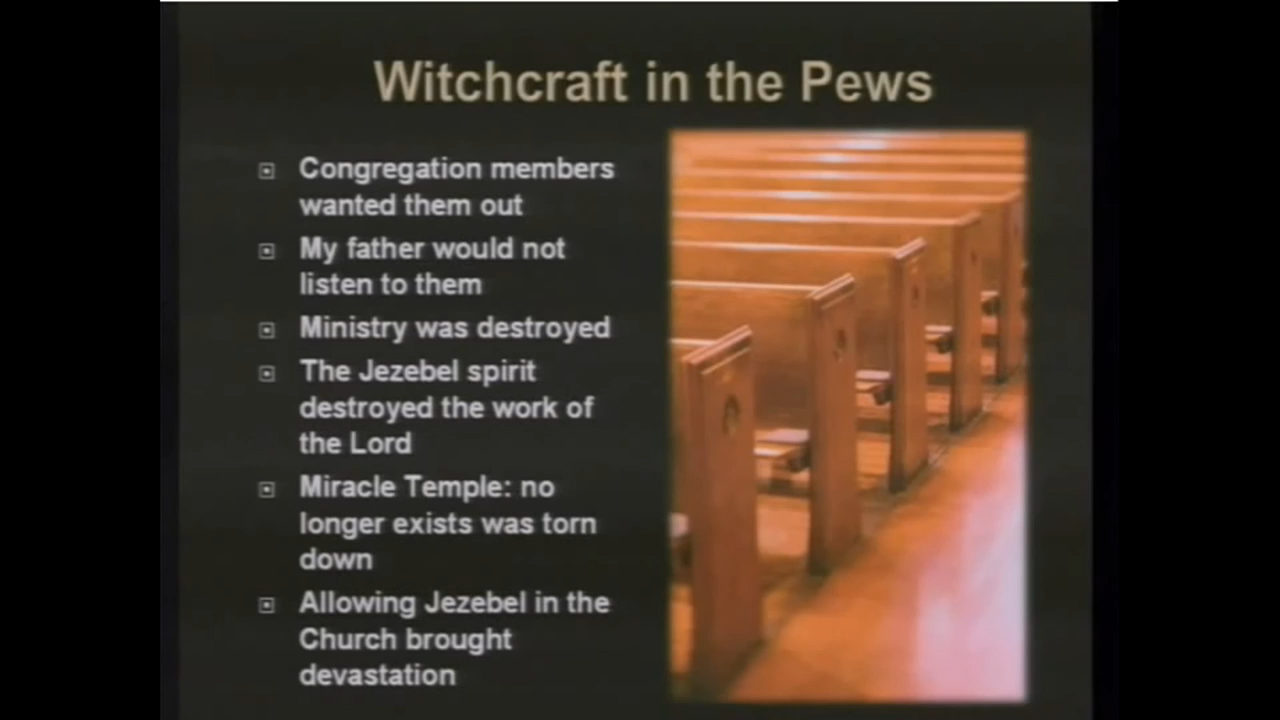 Witchcraft in the Pews
Congregation members
wanted them out
My father would not
listen to them
Ministry was destroyed
The Jezebel spirit
destroyed the work of
the Lord
Miracle Temple: no
longer exists was torn
down
Allowing Jezebel in the
Church brought
devastation